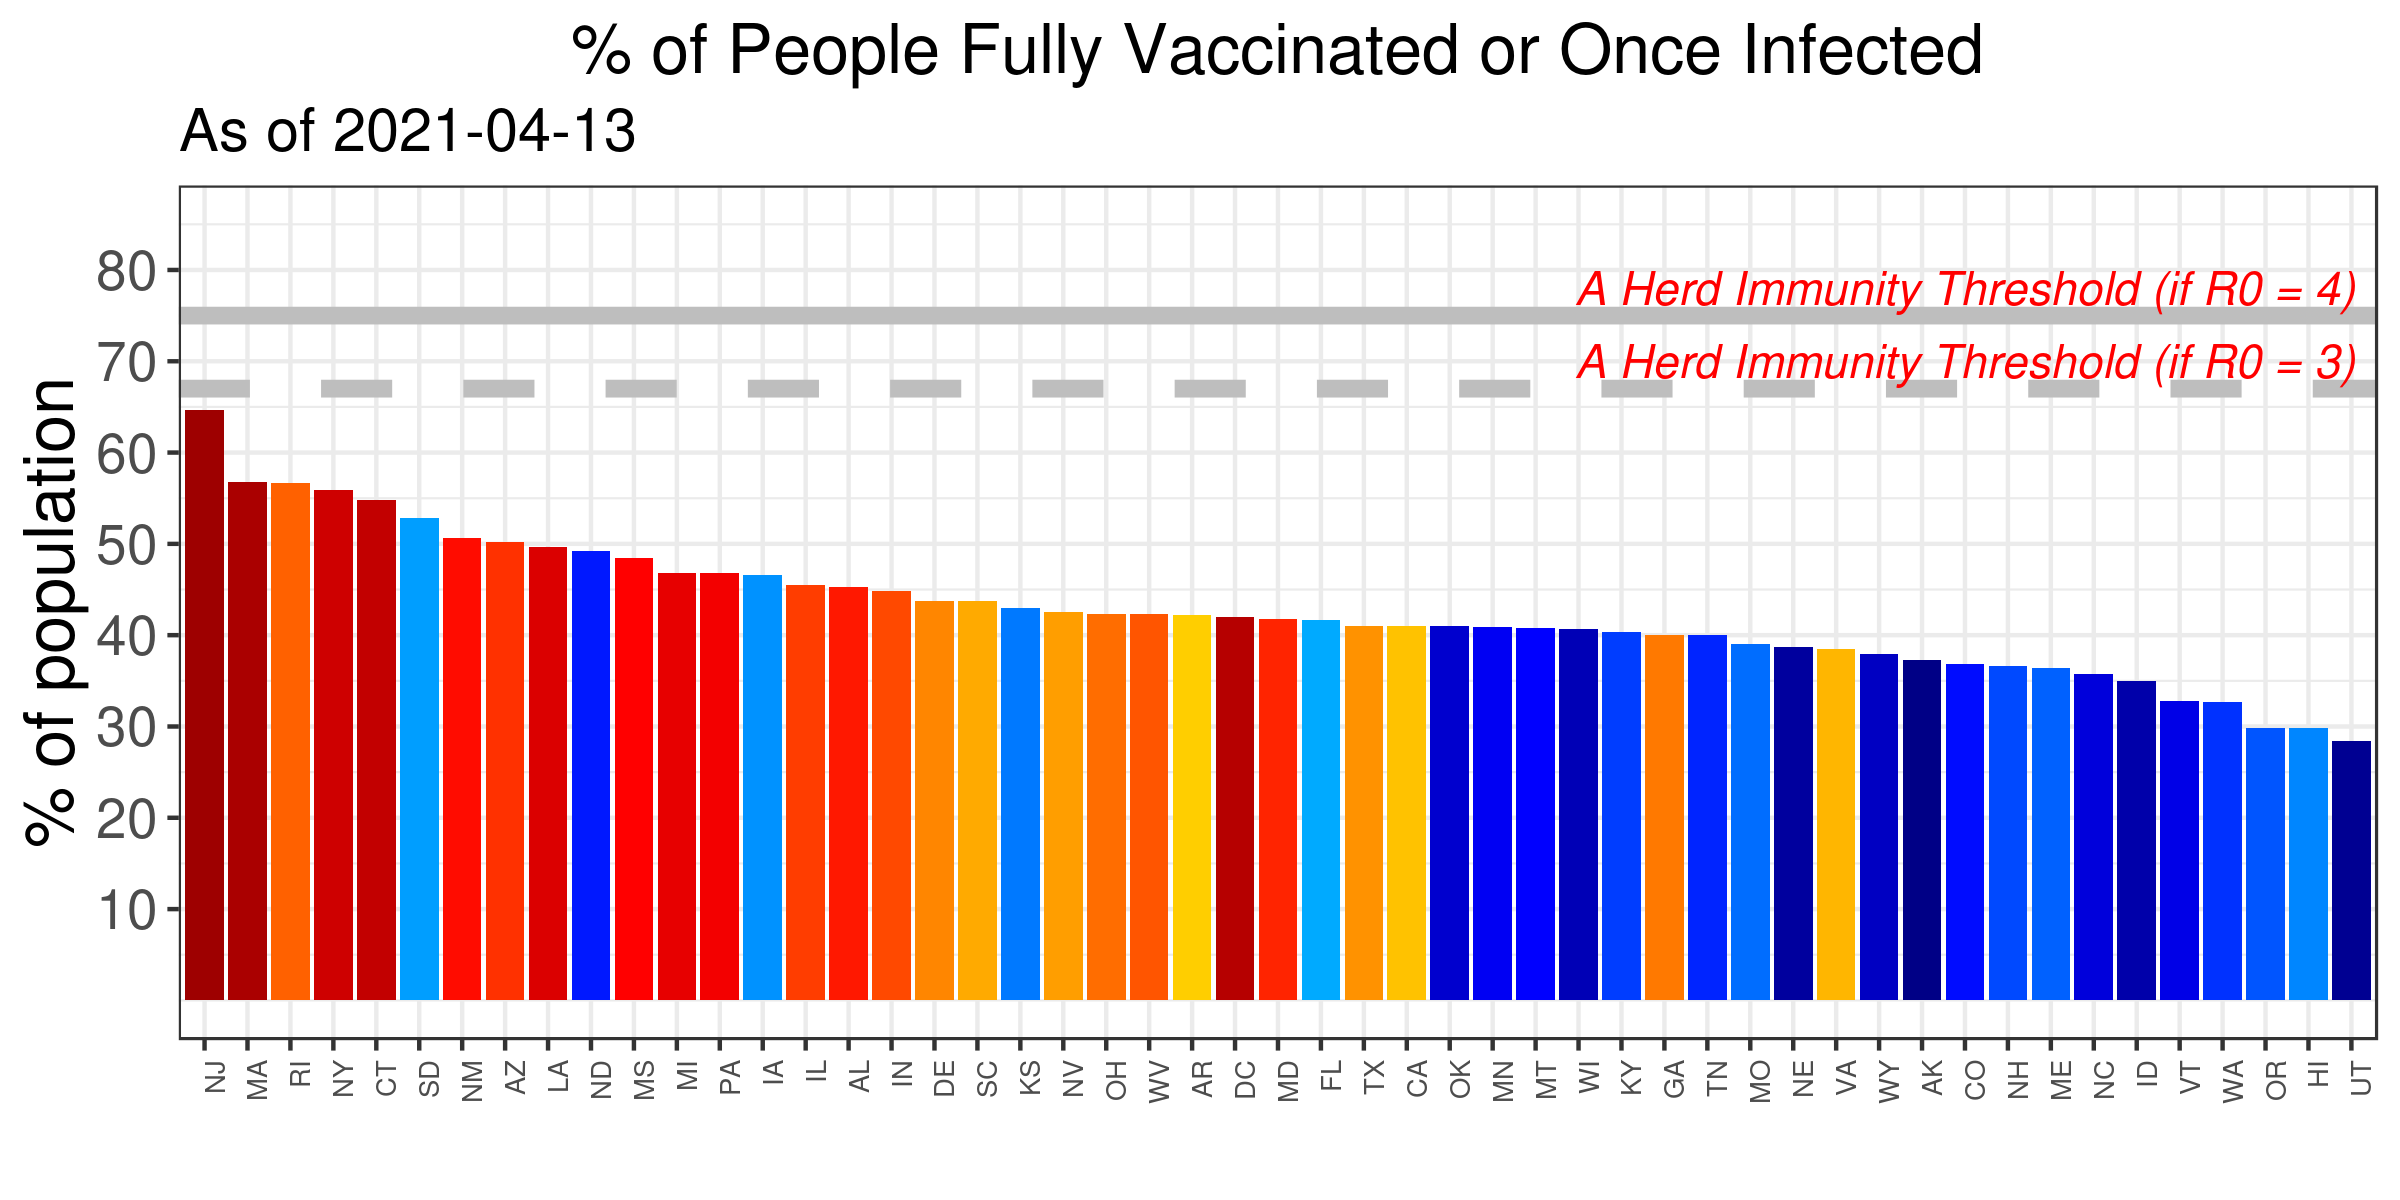 % of People Fully Vaccinated or Once Infected
As of 2021-04-13
% of population
80
70
60
50
40
30
20
10
A Herd Immunity Threshold (if R0 = 4)
A Herd Immunity Threshold (if R0 = 3)
NJ MA RI NY CT SD NM AZ LA ND MS MI PA IA IL AL IN DE SC KS NV OH WV AR DC MD FL TX CA OK MN MT WI KY GA TN MO NE VA WY AK CO NH ME NC ID VT WA OR HI UT